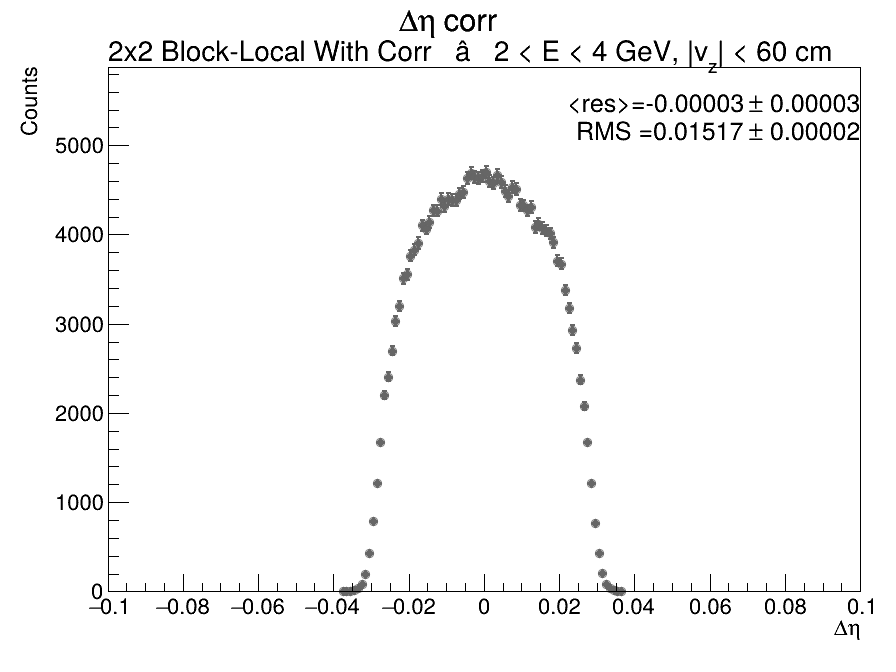 Δη corr
2x2 Block-Local With Corr â 2 < E < 4 GeV, |v_z| < 60 cm
Counts
<res>=-0.00003± 0.00003
RMS =0.01517± 0.00002
5000
4000
3000
2000
1000
0
−0.1 −0.08 −0.06 −0.04 −0.02 0 0.02 0.04 0.06 0.08 0.1
Δη